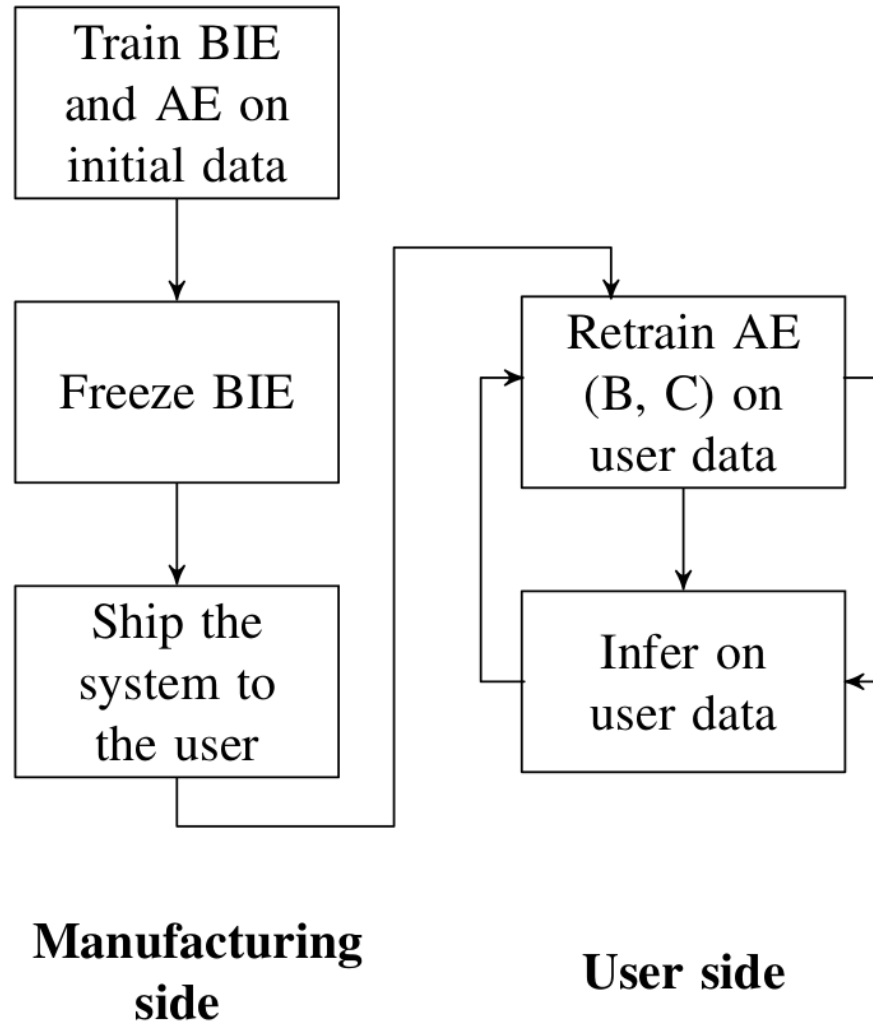 Train BIE
and AE on
initial data
Freeze BIE
Ship the
system to
the user
Retrain AE
(B, C) on
user data
Infer on
user data
Manufacturing
side
User side